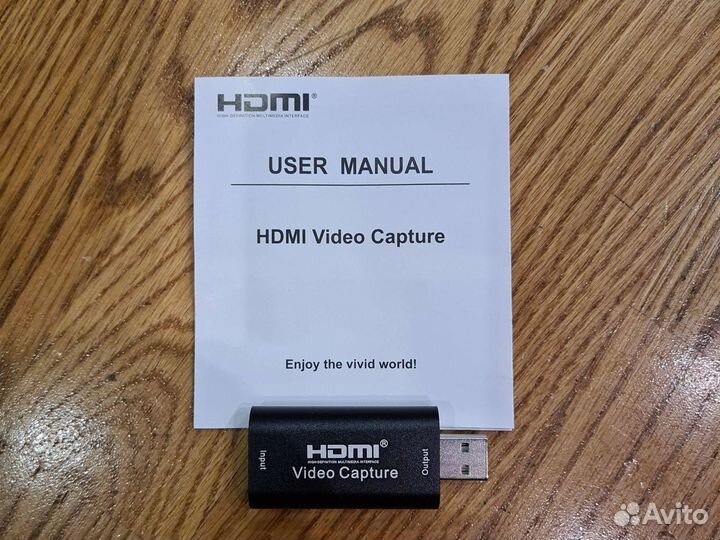 HDMI®
HIGH-DEFINITION MULTIMEDIA INTERFACE
USER MANUAL
HDMI Video Capture
Enjoy the vivid world!
Input
HDMI®
HIGH-DEFINITION MULTIMEDIA INTERFACE
Video Capture
Output
Avito